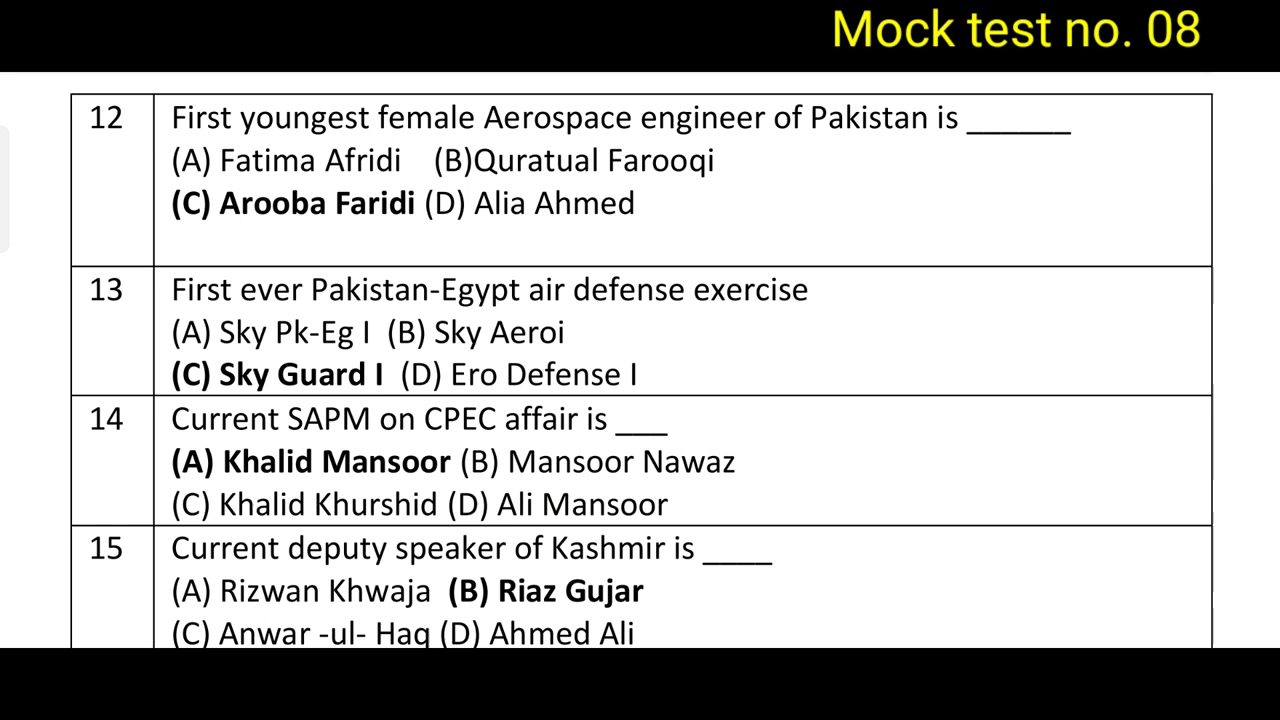 Mock test no. 08
12 First youngest female Aerospace engineer of Pakistan is ______
(A) Fatima Afridi (B)Quratual Farooqi
(C) Arooba Faridi (D) Alia Ahmed
13 First ever Pakistan-Egypt air defense exercise
(A) Sky Pk-Eg I (B) Sky Aeroi
(C) Sky Guard I (D) Ero Defense I
14 Current SAPM on CPEC affair is ___
(A) Khalid Mansoor (B) Mansoor Nawaz
(C) Khalid Khurshid (D) Ali Mansoor
15 Current deputy speaker of Kashmir is ____
(A) Rizwan Khwaja (B) Riaz Gujar
(C) Anwar -ul- Haq (D) Ahmed Ali